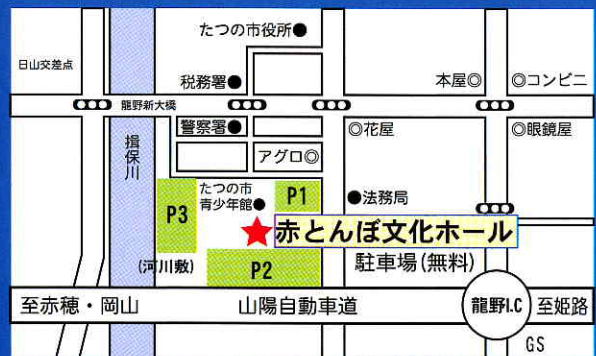 たつの市役所●
日山交差点
税務署●
本屋◎
◎コンビニ
龍野新大橋
警察署●
◎花屋
◎眼鏡屋
揖保川
アグロ◎
たつの市
青少年館●
P1
●法務局
P3
★赤とんぼ文化ホール
(河川敷)
P2
駐車場(無料)
至赤穂・岡山
山陽自動車道
龍野I.C
至姫路
GS